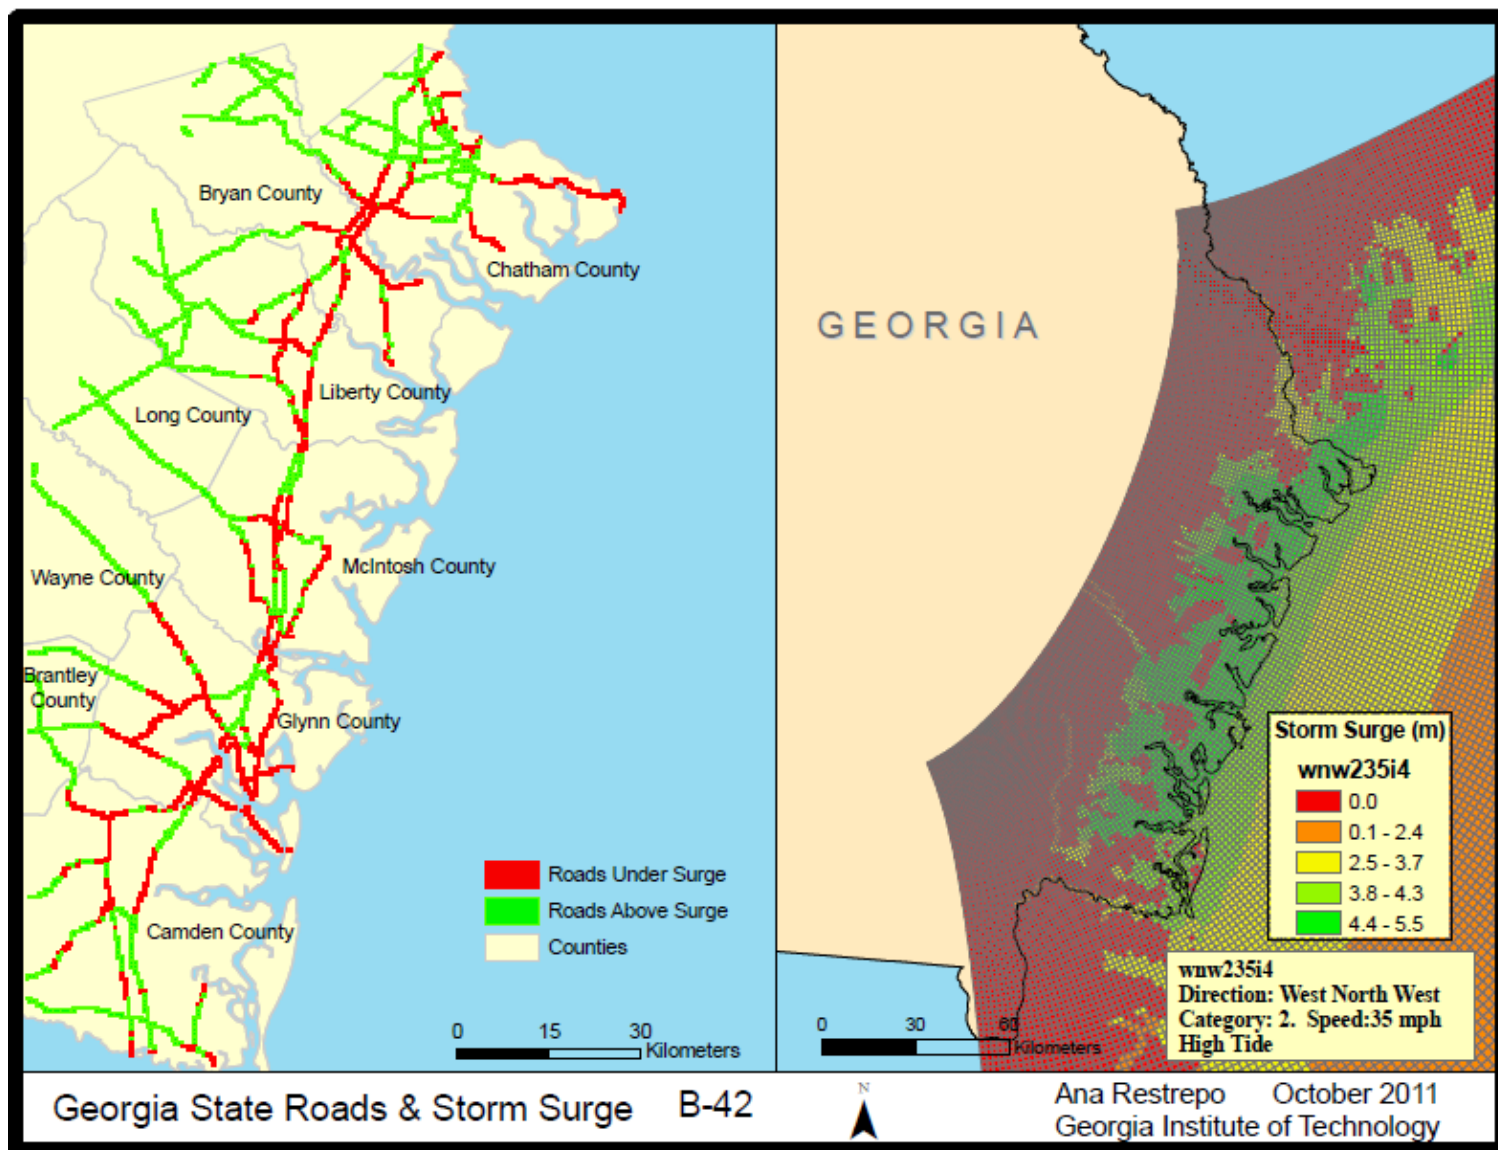 Bryan County
Chatham County
Liberty County
Long County
McIntosh County
Wayne County
Brantley
County
Glynn County
Camden County
Roads Under Surge
Roads Above Surge
Counties
0 15 30
Kilometers
GEORGIA
Storm Surge (m)
wnw235i4
0.0
0.1 - 2.4
2.5 - 3.7
3.8 - 4.3
4.4 - 5.5
wnw235i4
Direction: West North West
Category: 2. Speed:35 mph
High Tide
0 30 60
Kilometers
Georgia State Roads & Storm Surge B-42
N
Ana Restrepo October 2011
Georgia Institute of Technology